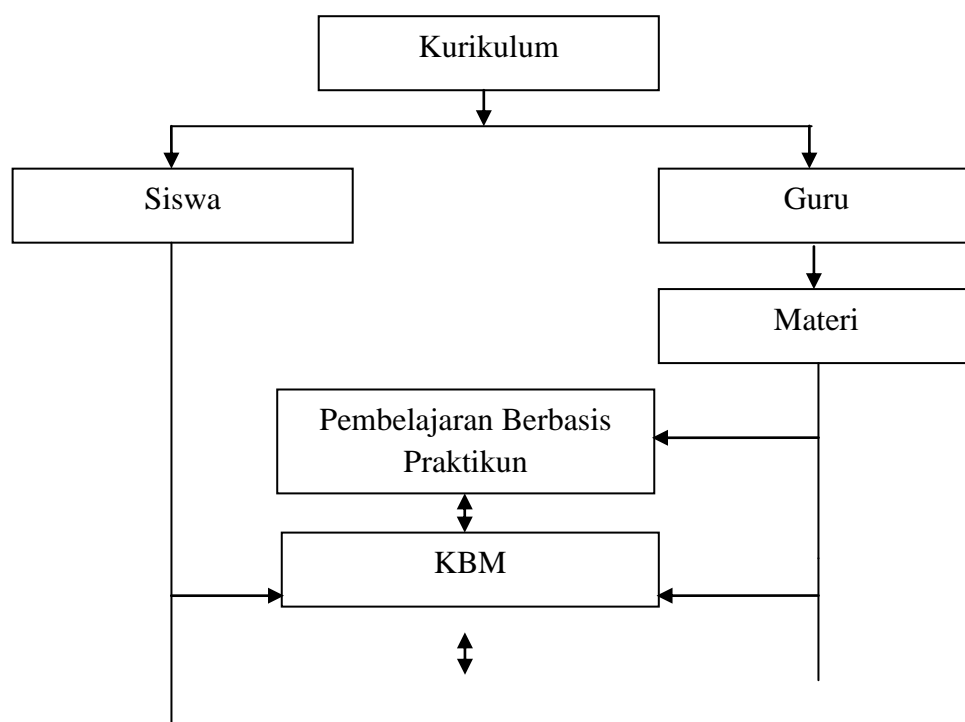 Kurikulum
Siswa
Guru
Materi
Pembelajaran Berbasis
Praktikun
KBM